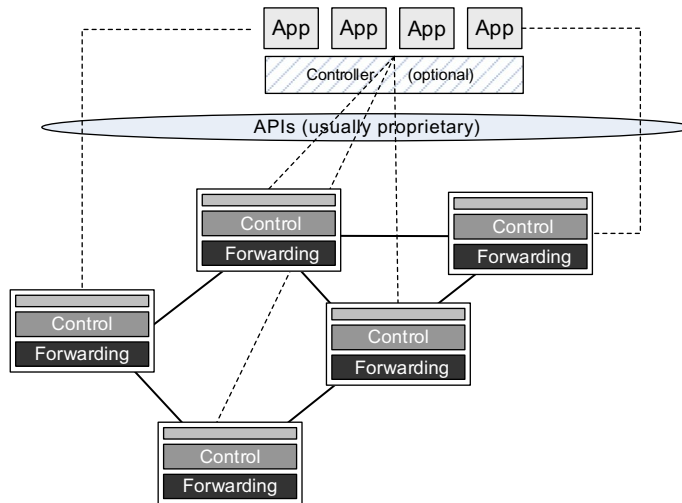 App App App App
Controller (optional)
APIs (usually proprietary)
Control
Forwarding
Control
Forwarding
Control
Forwarding
Control
Forwarding
Control
Forwarding